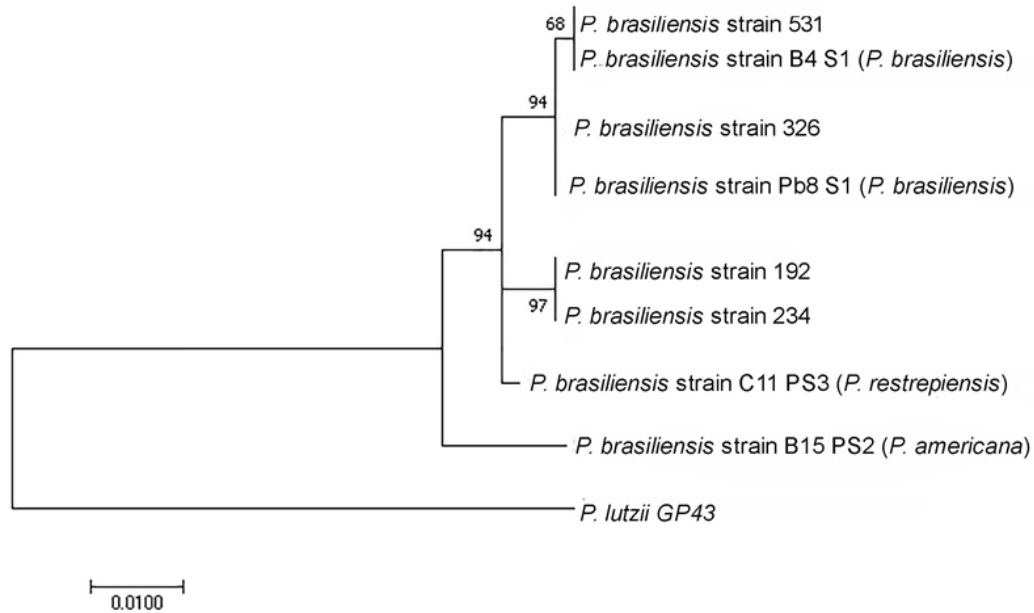 68
P. brasiliensis strain 531
P. brasiliensis strain B4 S1 (P. brasiliensis)
94
P. brasiliensis strain 326
P. brasiliensis strain Pb8 S1 (P. brasiliensis)
94
P. brasiliensis strain 192
97
P. brasiliensis strain 234
P. brasiliensis strain C11 PS3 (P. restrepiensis)
P. brasiliensis strain B15 PS2 (P. americana)
P. lutzii GP43
0.0100